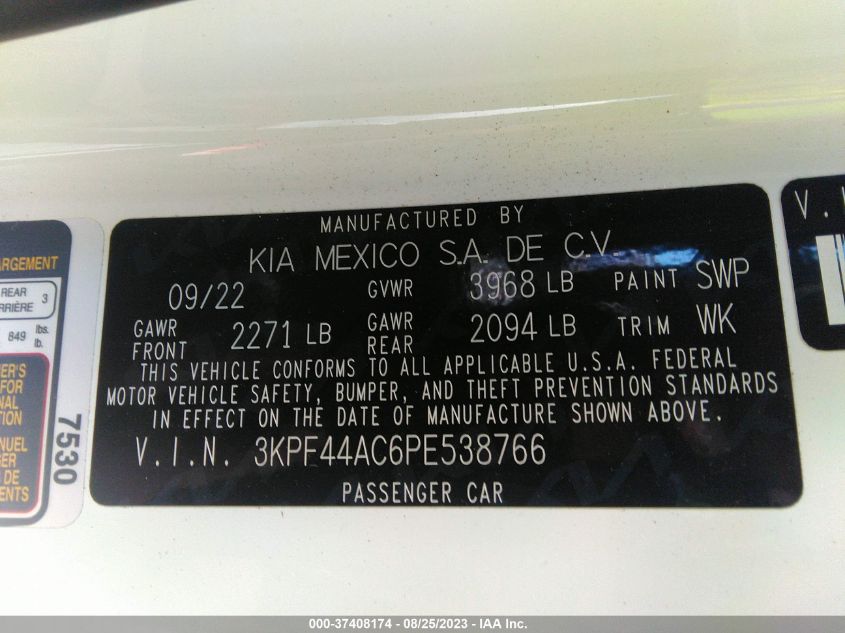 MANUFACTURED BY
KIA MEXICO S.A. DE C.V.
09/22 GVWR 3968 LB PAINT SWP
GAWR FRONT 2271 LB GAWR REAR 2094 LB TRIM WK
THIS VEHICLE CONFORMS TO ALL APPLICABLE U.S.A. FEDERAL
MOTOR VEHICLE SAFETY, BUMPER, AND THEFT PREVENTION STANDARDS
IN EFFECT ON THE DATE OF MANUFACTURE SHOWN ABOVE.
V.I.N. 3KPF44AC6PE538766
PASSENGER CAR
REAR 3
849 lbs.
lb.
FOR
DE
7530
V.
000-37408174 - 08/25/2023 - IAA Inc.